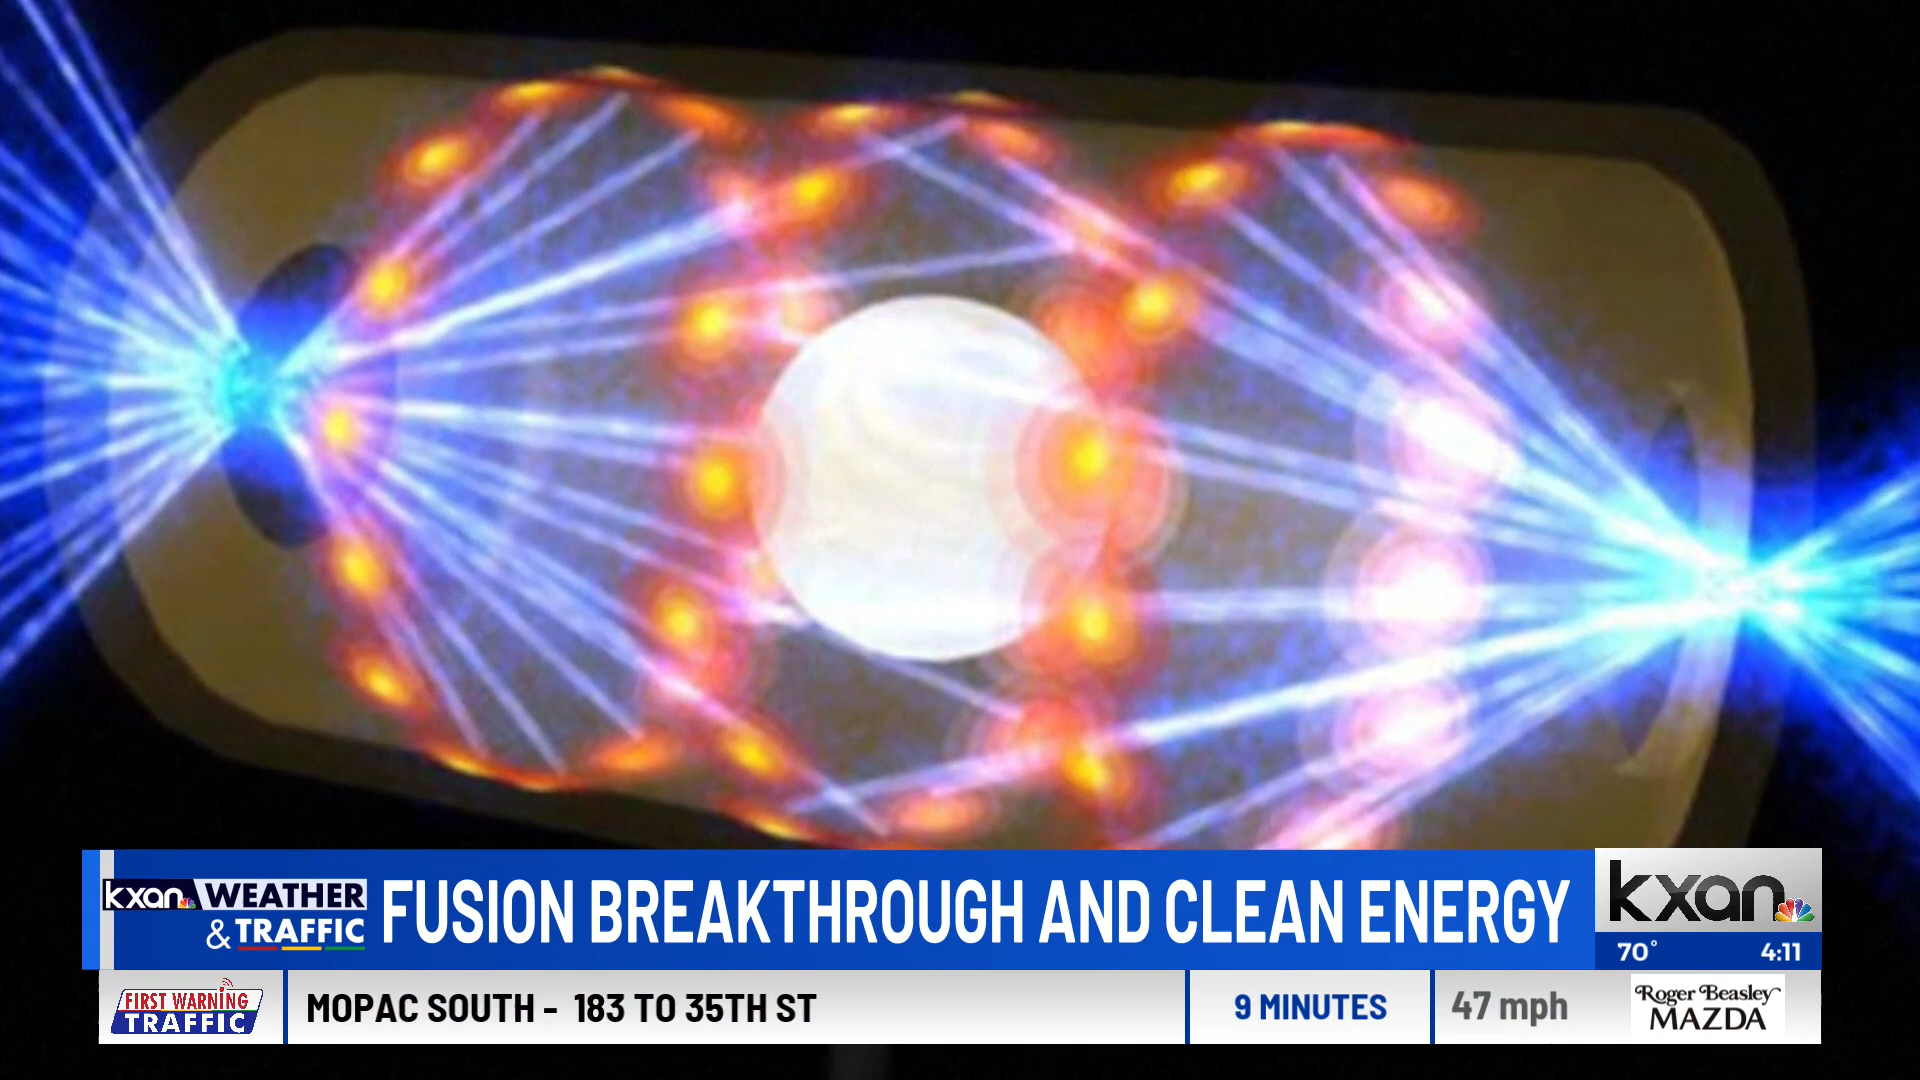 kxan WEATHER
& TRAFFIC
FUSION BREAKTHROUGH AND CLEAN ENERGY
kxan
70° 4:11
FIRST WARNING
TRAFFIC
MOPAC SOUTH - 183 TO 35TH ST
9 MINUTES
47 mph
Roger Beasley
MAZDA